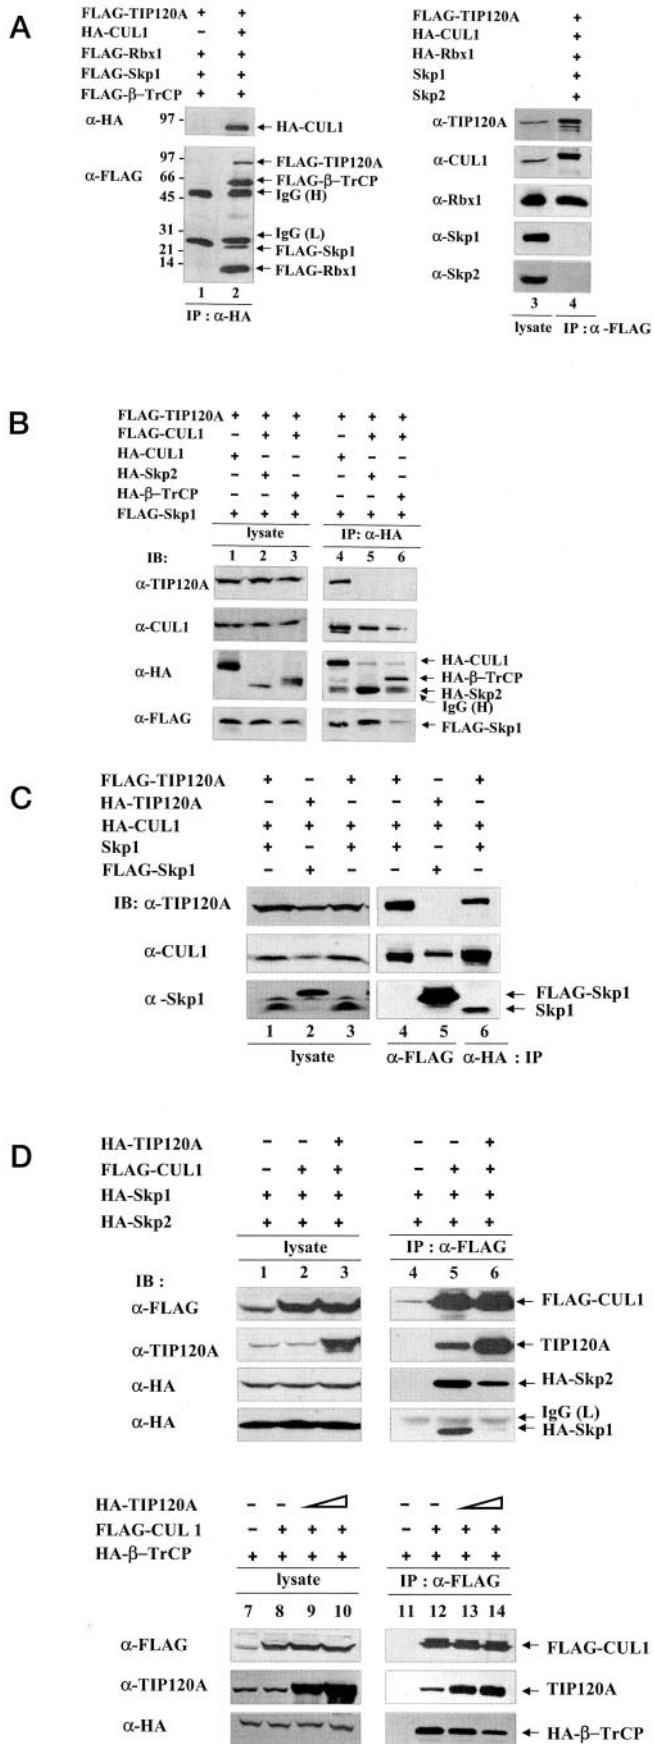 A
FLAG-TIP120A + +
HA-CUL1 − +
FLAG-Rbx1 + +
FLAG-Skp1 + +
FLAG-β−TrCP + +
α-HA 97 - ← HA-CUL1
α-FLAG
97 - ← FLAG-TIP120A
66 - ← FLAG-β−TrCP
45 - ← IgG (H)
31 - ← IgG (L)
21 - ← FLAG-Skp1
14 - ← FLAG-Rbx1
1 2
IP : α-HA
FLAG-TIP120A − +
HA-CUL1 +
HA-Rbx1 +
Skp1 +
Skp2 +
α-TIP120A
α-CUL1
α-Rbx1
α-Skp1
α-Skp2
3 4
lysate IP : α -FLAG
B
FLAG-TIP120A + + + + + +
FLAG-CUL1 − + + − + +
HA-CUL1 + − − + − −
HA-Skp2 − + − − + −
HA-β−TrCP − − + − − +
FLAG-Skp1 + + + + + +
lysate IP: α-HA
IB: 1 2 3 4 5 6
α-TIP120A
α-CUL1
α-HA
← HA-CUL1
← HA-β−TrCP
← HA-Skp2
IgG (H)
α-FLAG ← FLAG-Skp1
C
FLAG-TIP120A + − + + − +
HA-TIP120A − + − − + −
HA-CUL1 + + + + + +
Skp1 + − + + − +
FLAG-Skp1 − + − − + −
IB: α-TIP120A
α-CUL1
α -Skp1 ← FLAG-Skp1
← Skp1
1 2 3 4 5 6
lysate α-FLAG α-HA : IP
D
HA-TIP120A − − + − − +
FLAG-CUL1 − + + − + +
HA-Skp1 + + + + + +
HA-Skp2 + + + + + +
lysate IP : α-FLAG
IB : 1 2 3 4 5 6
α-FLAG ← FLAG-CUL1
α-TIP120A ← TIP120A
α-HA ← HA-Skp2
α-HA ← IgG (L)
← HA-Skp1
HA-TIP120A − − − −
FLAG-CUL 1 − + + + − + + +
HA-β−TrCP + + + + + + + +
lysate IP : α-FLAG
7 8 9 10 11 12 13 14
α-FLAG ← FLAG-CUL1
α-TIP120A ← TIP120A
α-HA ← HA-β−TrCP